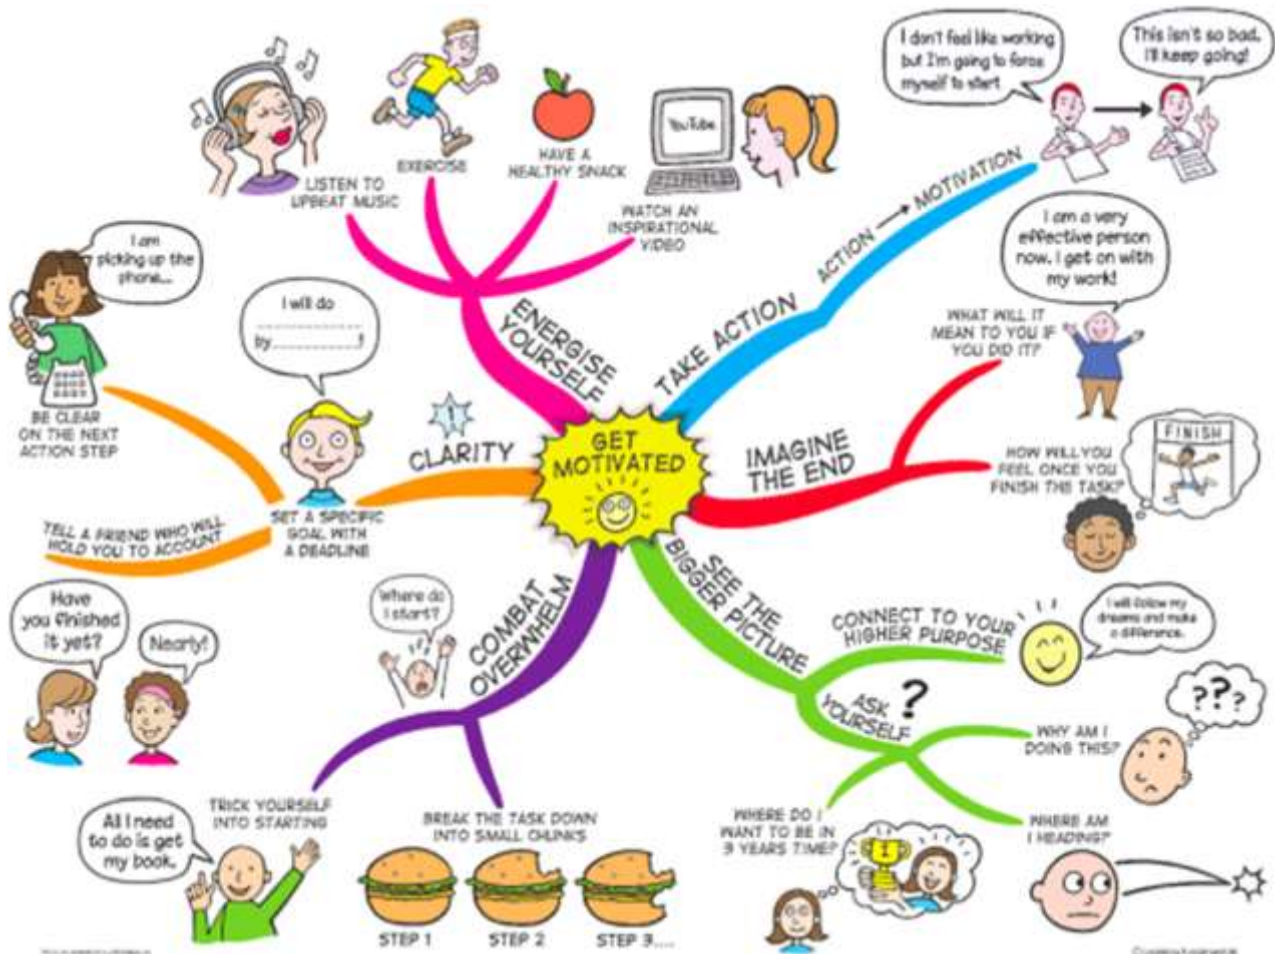 GET
MOTIVATED
TAKE ACTION
ACTION → MOTIVATION
I don't feel like working
but I'm going to force
myself to start
This isn't so bad,
I'll keep going!
IMAGINE
THE END
WHAT WILL IT
MEAN TO YOU IF
YOU DID IT?
I am a very
effective person
now, I get on with
my work!
HOW WILL YOU
FEEL ONCE YOU
FINISH THE TASK?
FINISH
SEE THE
BIGGER PICTURE
CONNECT TO YOUR
HIGHER PURPOSE
I will follow my
dreams and make
a difference.
ASK
YOURSELF ?
WHY AM I
DOING THIS?
???
WHERE AM
I HEADING?
WHERE DO I
WANT TO BE IN
3 YEARS TIME?
1
COMBAT
OVERWHELM
Where do
I start?
BREAK THE TASK DOWN
INTO SMALL CHUNKS
STEP 1
STEP 2
STEP 3....
TRICK YOURSELF
INTO STARTING
All I need
to do is get
my book.
CLARITY
!
SET A SPECIFIC
GOAL WITH
A DEADLINE
I will do
by !
TELL A FRIEND WHO WILL
HOLD YOU TO ACCOUNT
Have
you finished
it yet?
Nearly!
BE CLEAR
ON THE NEXT
ACTION STEP
I am
picking up the
phone...
ENERGISE
YOURSELF
LISTEN TO
UPBEAT MUSIC
EXERCISE
HAVE A
HEALTHY SNACK
WATCH AN
INSPIRATIONAL
VIDEO
YouTube